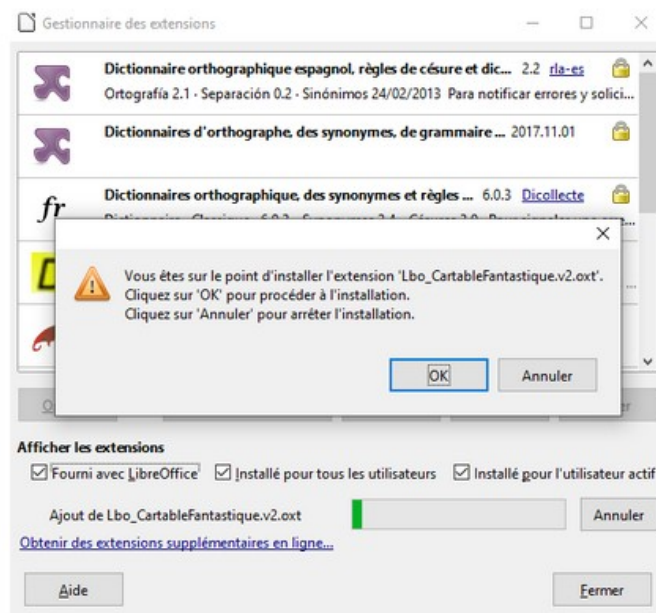 Gestionnaire des extensions
Dictionnaire orthographique espagnol, règles de césure et dic... 2.2 rla-es
Ortografía 2.1 - Separación 0.2 - Sinónimos 24/02/2013 Para notificar errores y solici...
Dictionnaires d'orthographe, des synonymes, de grammaire ... 2017.11.01
fr
Dictionnaires orthographique, des synonymes et règles ... 6.0.3 Dicollecte
Vous êtes sur le point d'installer l'extension 'Lbo_CartableFantastique.v2.oxt'.
Cliquez sur 'OK' pour procéder à l'installation.
Cliquez sur 'Annuler' pour arrêter l'installation.
OK Annuler
Afficher les extensions
Fourni avec LibreOffice Installé pour tous les utilisateurs Installé pour l'utilisateur actif
Ajout de Lbo_CartableFantastique.v2.oxt Annuler
Obtenir des extensions supplémentaires en ligne...
Aide Fermer